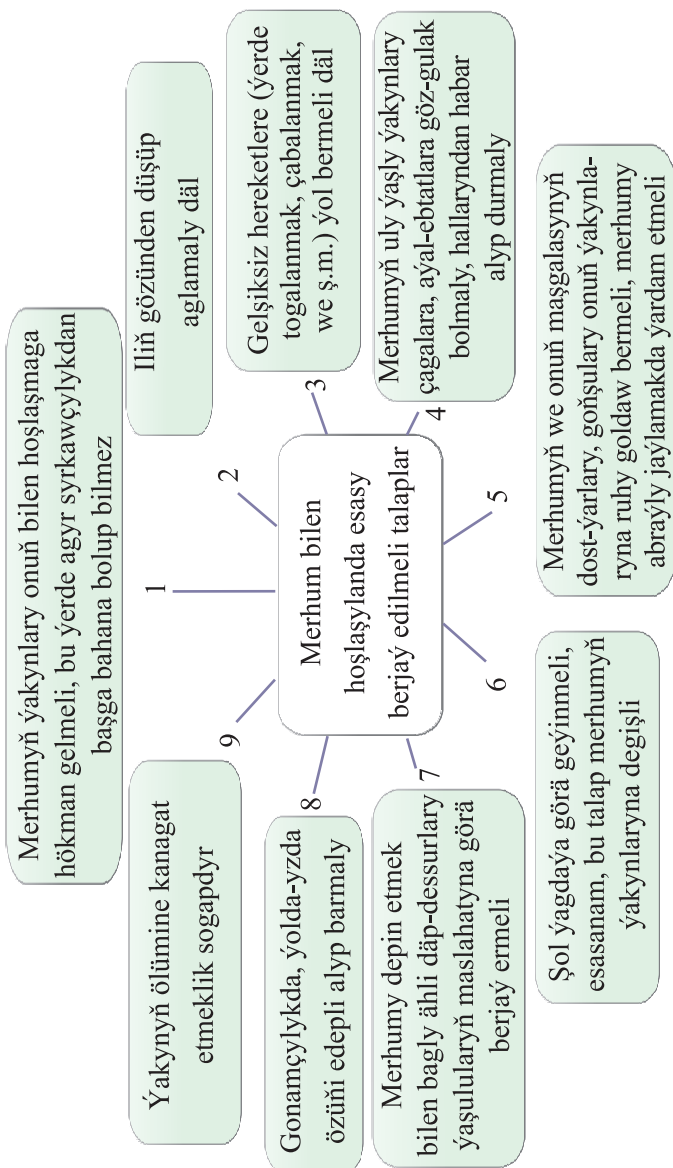 Merhum bilen
hoşlaşylanda esasy
berjaý edilmeli talaplar
1
Merhumyň ýakynlary onuň bilen hoşlaşmaga
hökman gelmeli, bu ýerde agyr syrkawçylykdan
başga bahana bolup bilmez
2
Iliň gözünden düşüp
aglamaly däl
3
Gelşiksiz hereketlere (ýerde
togalanmak, çabalanmak,
we ş.m.) ýol bermeli däl
4
Merhumyň uly ýaşly ýakynlary
çagalara, aýal-ebtatlara göz-gulak
bolmaly, hallaryndan habar
alyp durmaly
5
Merhumyň we onuň maşgalasynyň
dost-ýarlary, goňşulary onuň ýakynla-
ryna ruhy goldaw bermeli, merhumy
abraýly jaýlamakda ýardam etmeli
6
Şol ýagdaýa görä geýinmeli,
esasanam, bu talap merhumyň
ýakynlaryna degişli
7
Merhumy depin etmek
bilen bagly ähli däp-dessurlary
ýaşulularyň maslahatyna görä
berjaý ermeli
8
Gonamçylykda, ýolda-yzda
özüňi edepli alyp barmaly
9
Ýakynyň ölümine kanagat
etmeklik sogapdyr